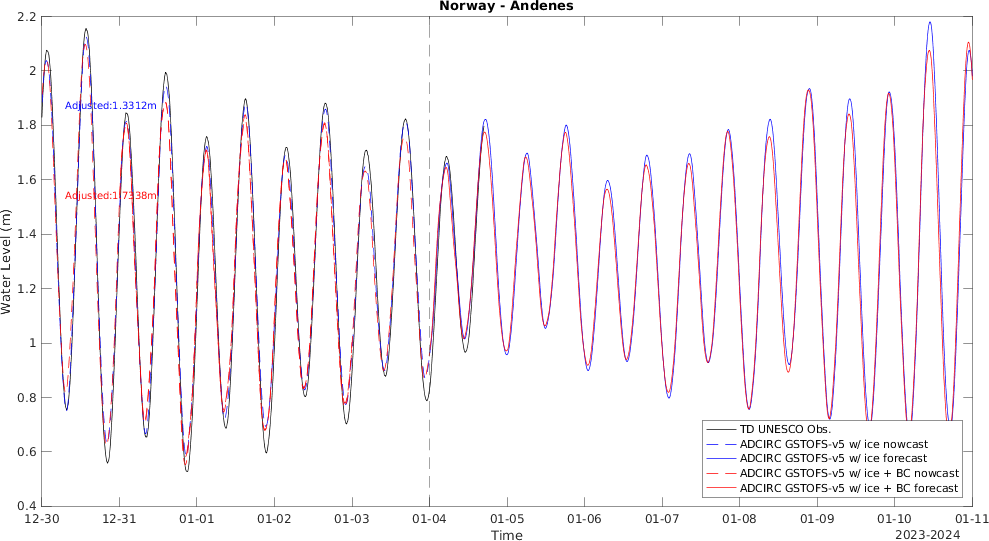 Norway - Andenes
2.2
2
1.8
1.6
1.4
1.2
1
0.8
0.6
0.4
Water Level (m)
Adjusted:1.3312m
Adjusted:1.7338m
TD UNESCO Obs.
ADCIRC GSTOFS-v5 w/ ice nowcast
ADCIRC GSTOFS-v5 w/ ice forecast
ADCIRC GSTOFS-v5 w/ ice + BC nowcast
ADCIRC GSTOFS-v5 w/ ice + BC forecast
12-30 12-31 01-01 01-02 01-03 01-04 01-05 01-06 01-07 01-08 01-09 01-10 01-11
Time
2023-2024